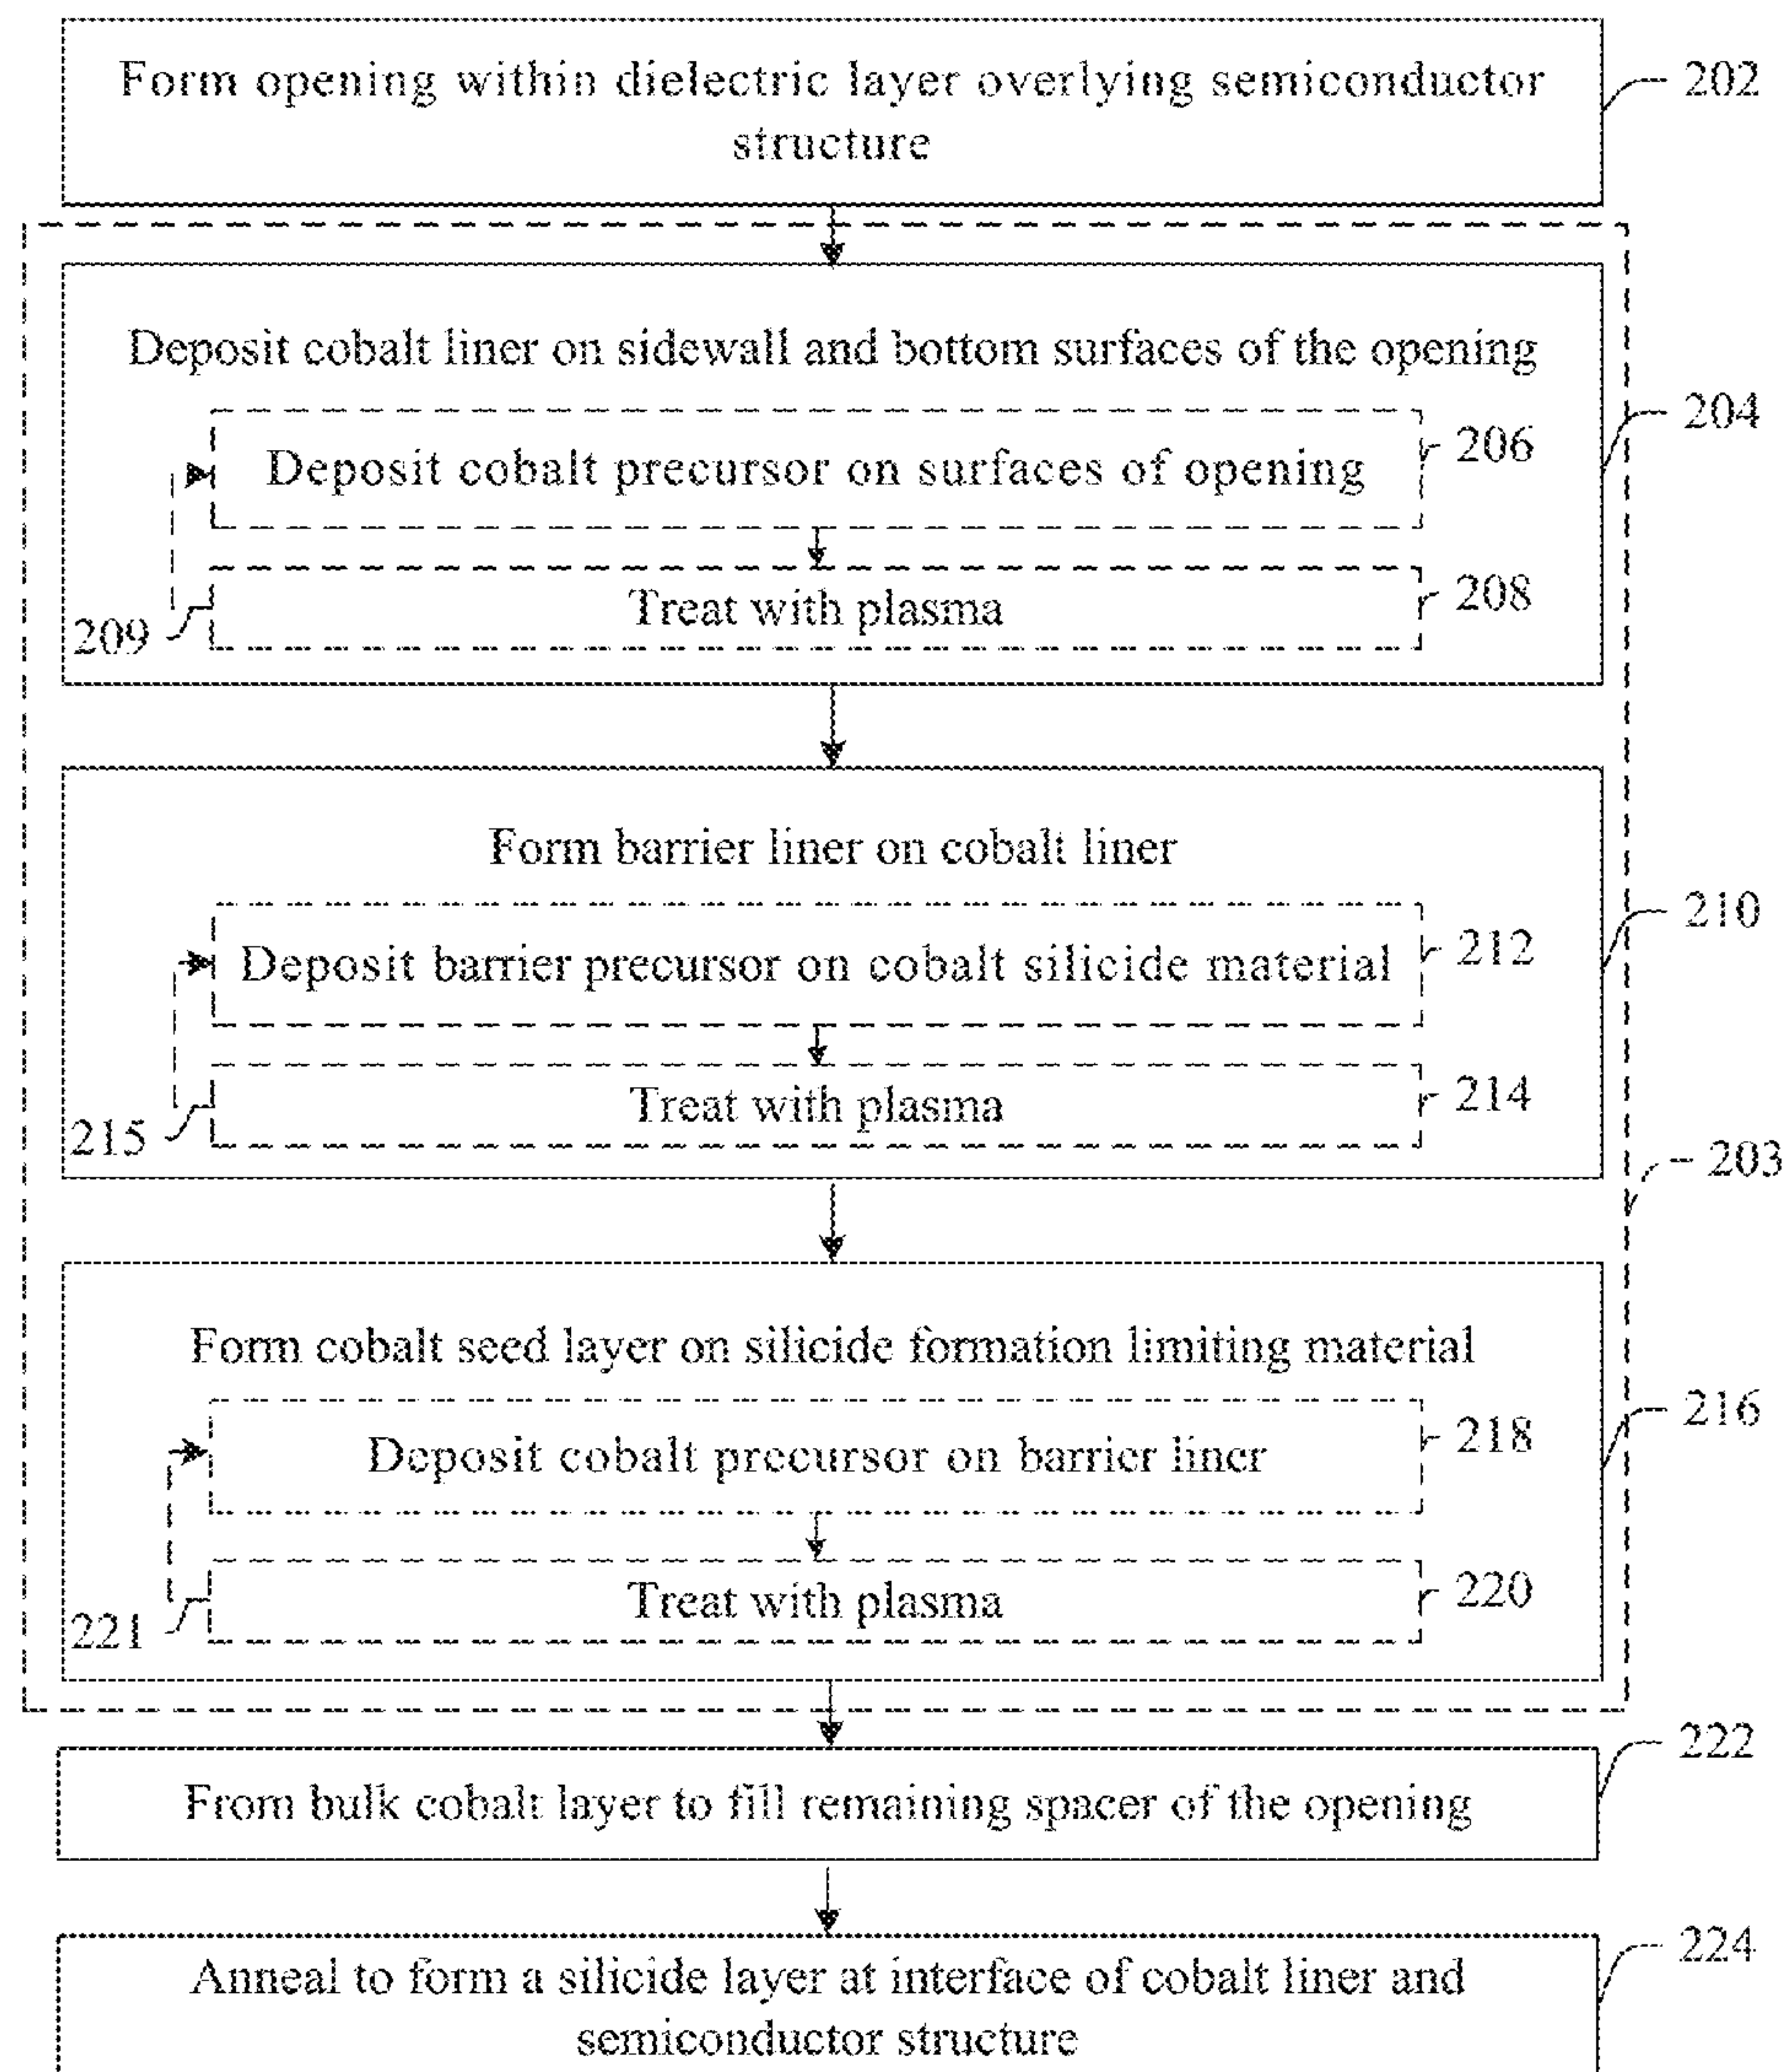 Form opening within dielectric layer overlying semiconductor
structure
202
Deposit cobalt liner on sidewall and bottom surfaces of the opening
204
Deposit cobalt precursor on surfaces of opening
206
Treat with plasma
208
209
Form barrier liner on cobalt liner
210
Deposit barrier precursor on cobalt silicide material
212
Treat with plasma
214
215
203
Form cobalt seed layer on silicide formation limiting material
216
Deposit cobalt precursor on barrier liner
218
Treat with plasma
220
221
From bulk cobalt layer to fill remaining spacer of the opening
222
Anneal to form a silicide layer at interface of cobalt liner and
semiconductor structure
224